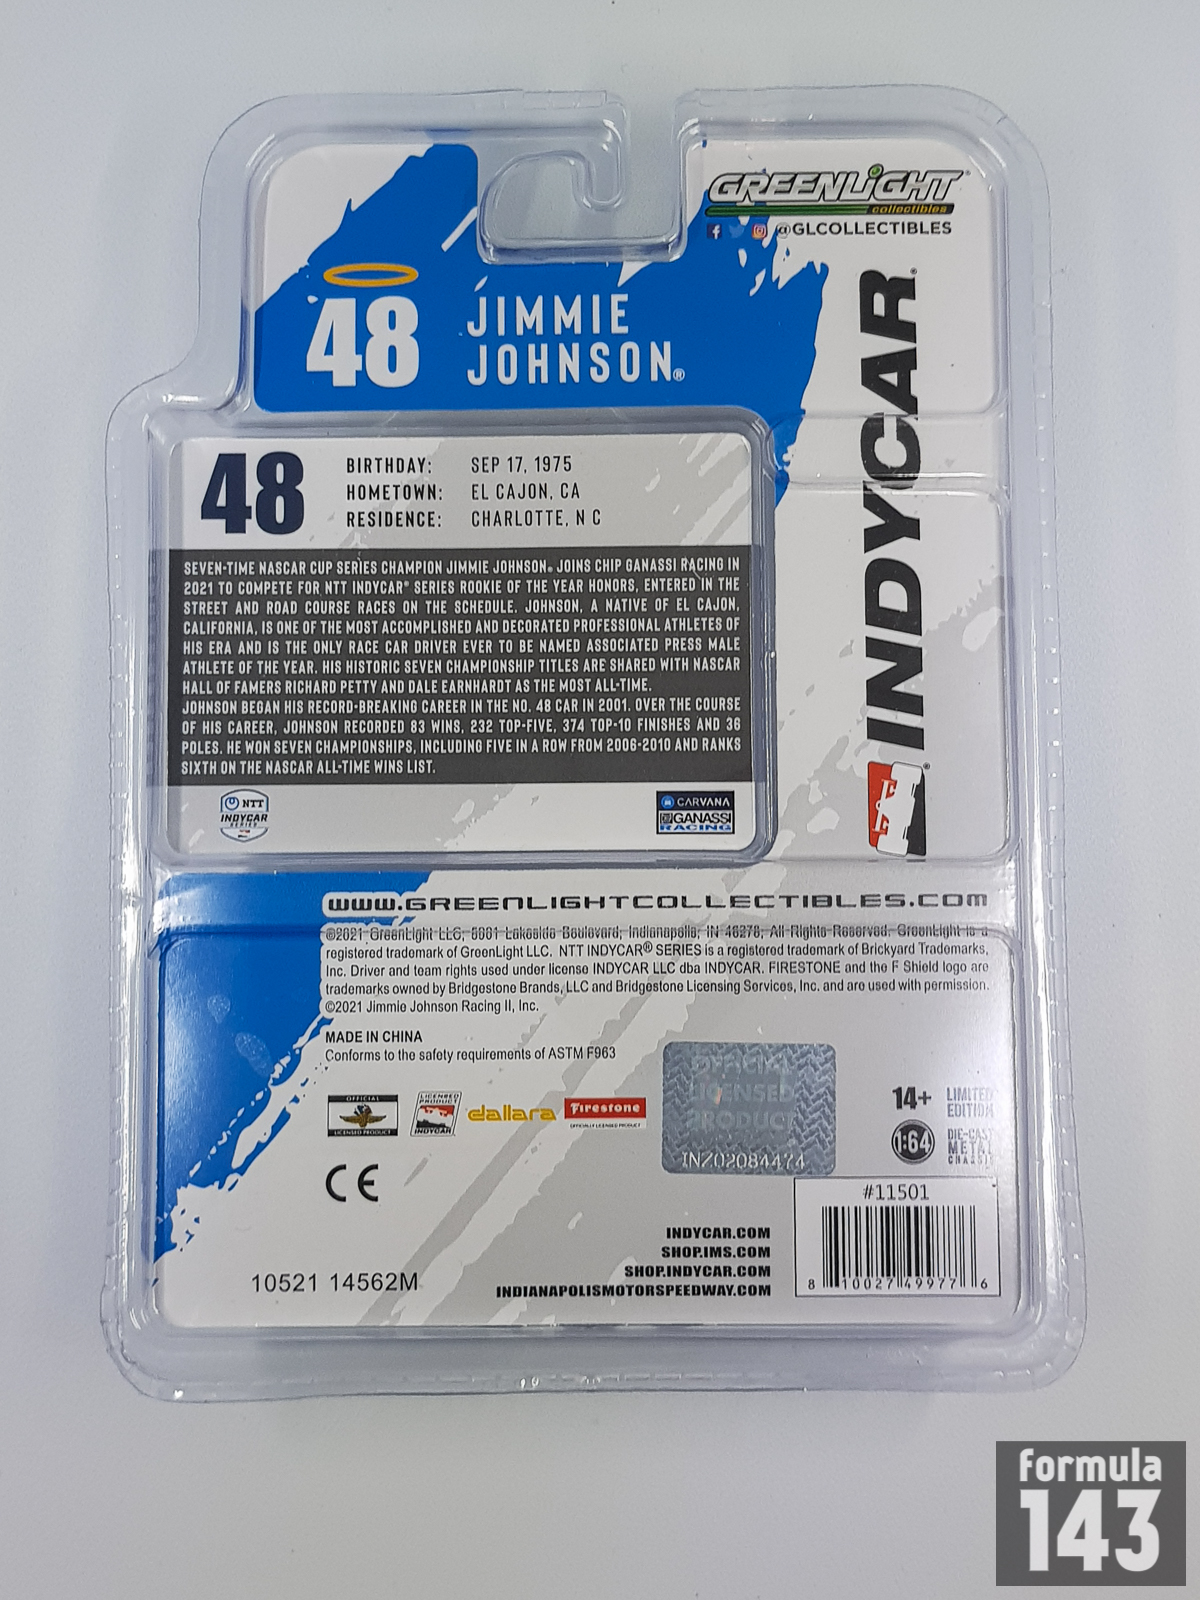 GREENLiGHT
collectibles
@GLCOLLECTIBLES
48 JIMMIE
JOHNSON®
INDYCAR®
48
BIRTHDAY: SEP 17, 1975
HOMETOWN: EL CAJON, CA
RESIDENCE: CHARLOTTE, N C
SEVEN-TIME NASCAR CUP SERIES CHAMPION JIMMIE JOHNSON® JOINS CHIP GANASSI RACING IN
2021 TO COMPETE FOR NTT INDYCAR® SERIES ROOKIE OF THE YEAR HONORS, ENTERED IN THE
STREET AND ROAD COURSE RACES ON THE SCHEDULE. JOHNSON, A NATIVE OF EL CAJON,
CALIFORNIA, IS ONE OF THE MOST ACCOMPLISHED AND DECORATED PROFESSIONAL ATHLETES OF
HIS ERA AND IS THE ONLY RACE CAR DRIVER EVER TO BE NAMED ASSOCIATED PRESS MALE
ATHLETE OF THE YEAR. HIS HISTORIC SEVEN CHAMPIONSHIP TITLES ARE SHARED WITH NASCAR
HALL OF FAMERS RICHARD PETTY AND DALE EARNHARDT AS THE MOST ALL-TIME.
JOHNSON BEGAN HIS RECORD-BREAKING CAREER IN THE NO. 48 CAR IN 2001. OVER THE COURSE
OF HIS CAREER, JOHNSON RECORDED 83 WINS, 232 TOP-FIVE, 374 TOP-10 FINISHES AND 36
POLES. HE WON SEVEN CHAMPIONSHIPS, INCLUDING FIVE IN A ROW FROM 2006-2010 AND RANKS
SIXTH ON THE NASCAR ALL-TIME WINS LIST.
NTT
INDYCAR
SERIES
CARVANA
GANASSI
RACING
www.GREENLIGHTCOLLECTIBLES.com
©2021 GreenLight LLC, 5601 Lakeside Boulevard, Indianapolis, IN 46278, All Rights Reserved. GreenLight is a
registered trademark of GreenLight LLC. NTT INDYCAR® SERIES is a registered trademark of Brickyard Trademarks,
Inc. Driver and team rights used under license INDYCAR LLC dba INDYCAR. FIRESTONE and the F Shield logo are
trademarks owned by Bridgestone Brands, LLC and Bridgestone Licensing Services, Inc. and are used with permission.
©2021 Jimmie Johnson Racing II, Inc.
MADE IN CHINA
Conforms to the safety requirements of ASTM F963
OFFICIAL
LICENSED PRODUCT
LICENSED
PRODUCT
INDYCAR
dallara
Firestone
OFFICIALLY LICENSED PRODUCT
OFFICIAL
LICENSED
PRODUCT
INZ02084474
14+ LIMITED
EDITION
1:64 DIE-CAST
METAL
CHASSIS
CE
#11501
8 10027 49977 6
INDYCAR.COM
SHOP.IMS.COM
SHOP.INDYCAR.COM
INDIANAPOLISMOTORSPEEDWAY.COM
10521 14562M
formula
143